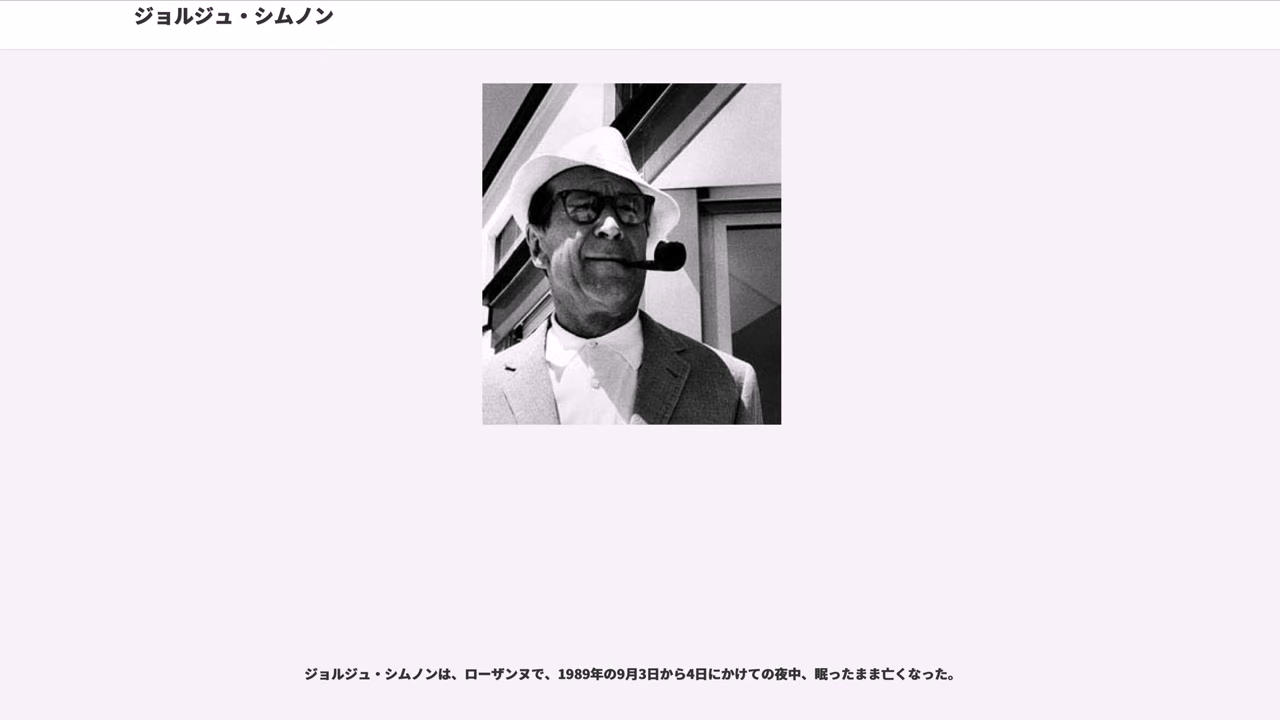 ジョルジュ・シムノン
ジョルジュ・シムノンは、ローザンヌで、1989年の9月3日から4日にかけての夜中、眠ったまま亡くなった。